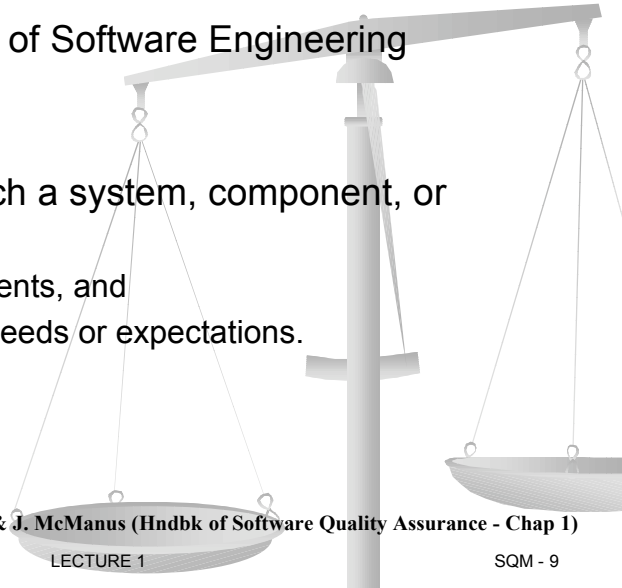 of Software Engineering
ch a system, component, or
ents, and
eeds or expectations.
& J. McManus (Hndbk of Software Quality Assurance - Chap 1)
LECTURE 1 SQM - 9